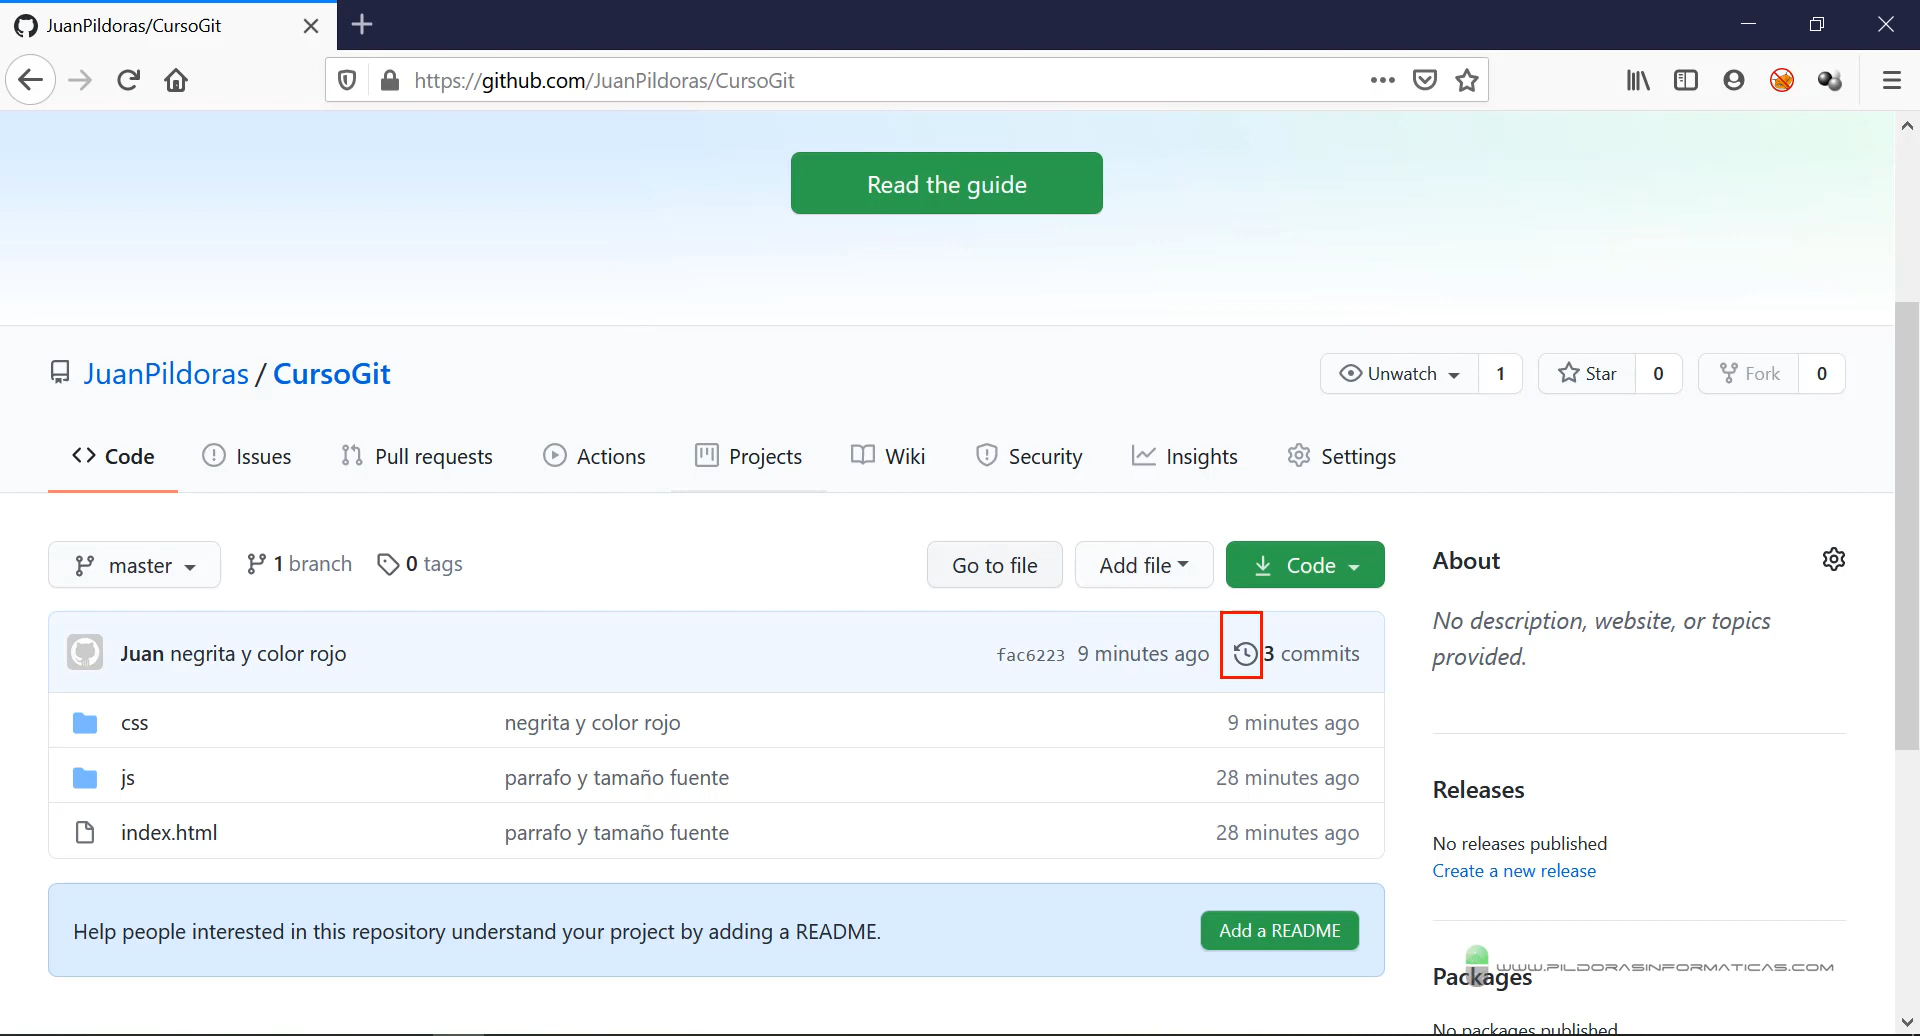 JuanPildoras/CursoGit
https://github.com/JuanPildoras/CursoGit
Read the guide
JuanPildoras / CursoGit
Unwatch 1 Star 0 Fork 0
Code Issues Pull requests Actions Projects Wiki Security Insights Settings
master 1 branch 0 tags Go to file Add file Code
Juan negrita y color rojo fac6223 9 minutes ago 3 commits
css negrita y color rojo 9 minutes ago
js parrafo y tamaño fuente 28 minutes ago
index.html parrafo y tamaño fuente 28 minutes ago
Help people interested in this repository understand your project by adding a README. Add a README
About
No description, website, or topics
provided.
Releases
No releases published
Create a new release
Packages
WWW.PILDORASINFORMATICAS.COM
No packages published